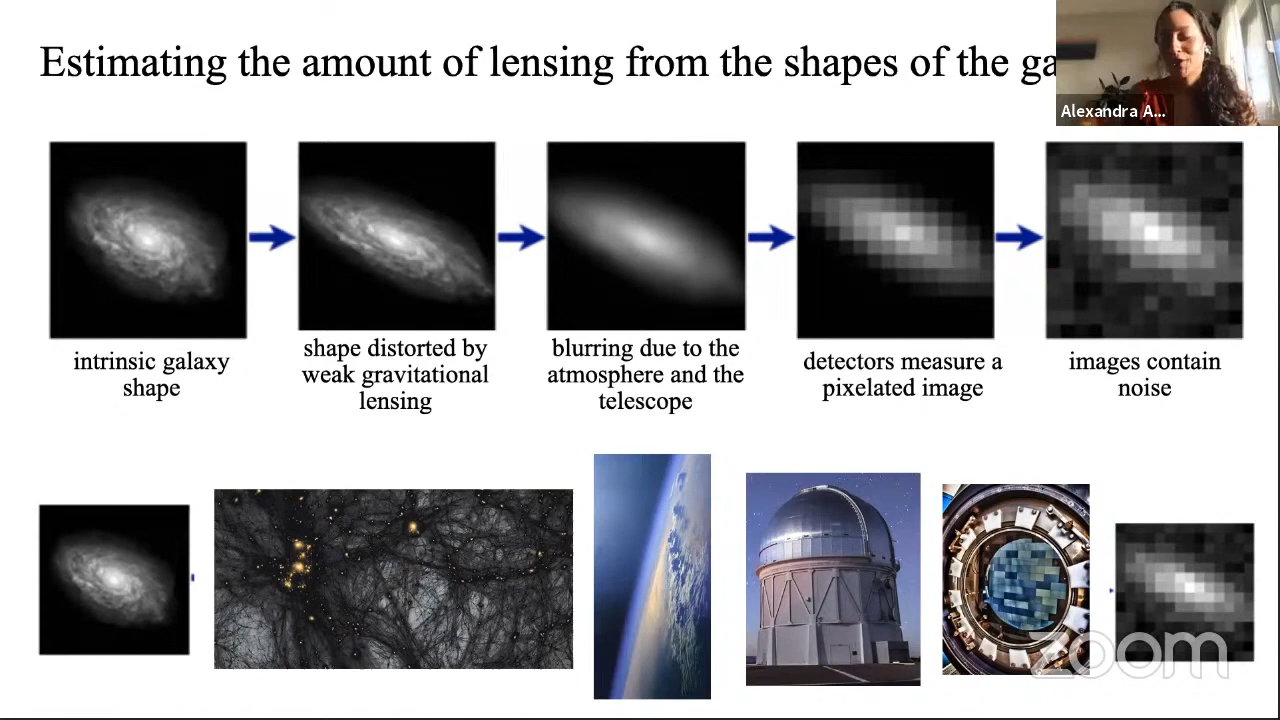 Estimating the amount of lensing from the shapes of the ga
Alexandra A...
intrinsic galaxy
shape
shape distorted by
weak gravitational
lensing
blurring due to the
atmosphere and the
telescope
detectors measure a
pixelated image
images contain
noise
zoom